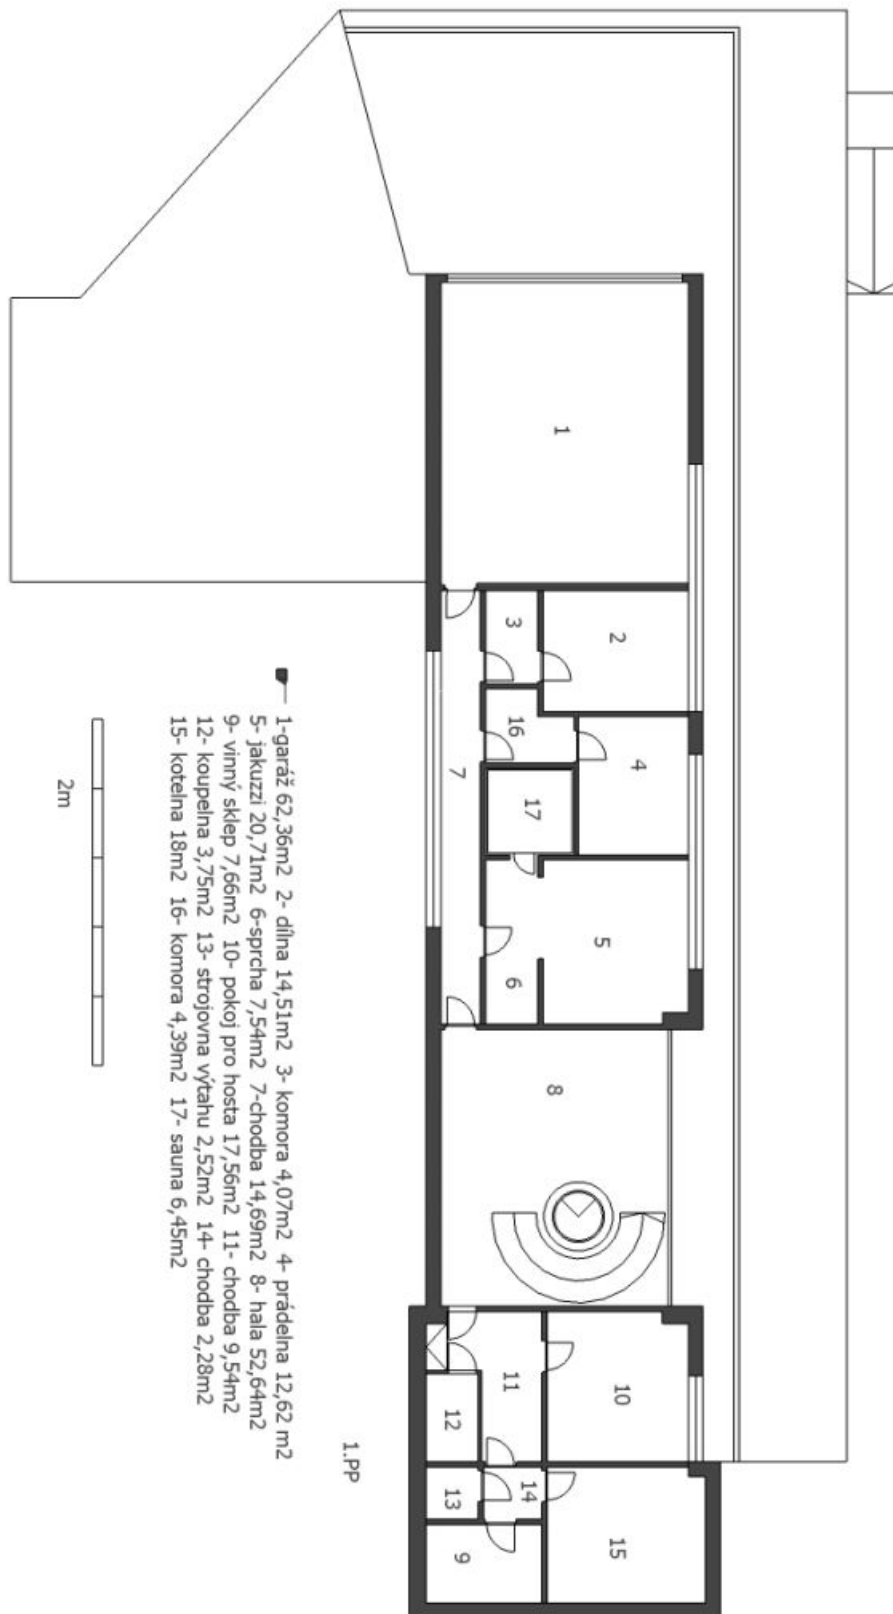 1
2
3
16
4
17
7
5
6
8
11
10
12
13
14
9
15
1-garáž 62,36m2 2- dílna 14,51m2 3- komora 4,07m2 4- prádelna 12,62 m2
5- jakuzzi 20,71m2 6-sprcha 7,54m2 7-chodba 14,69m2 8- hala 52,64m2
9- vinný sklep 7,66m2 10- pokoj pro hosta 17,56m2 11- chodba 9,54m2
12- koupelna 3,75m2 13- strojovna výtahu 2,52m2 14- chodba 2,28m2
15- kotelna 18m2 16- komora 4,39m2 17- sauna 6,45m2
2m
1.PP